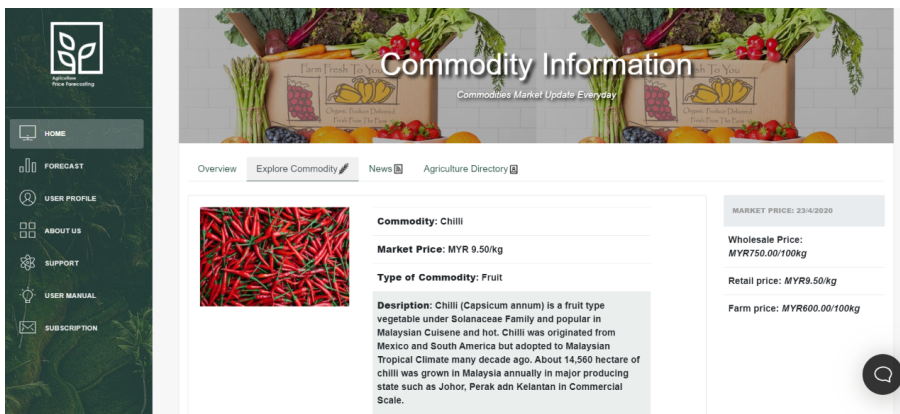 Agriculture
Price Forecasting
HOME
FORECAST
USER PROFILE
ABOUT US
SUPPORT
USER MANUAL
SUBSCRIPTION
Farm Fresh To You
Organic Produce Delivered
Fresh From The Farm
Commodity Information
Commodities Market Update Everyday
Overview
Explore Commodity
News
Agriculture Directory
Commodity: Chilli
Market Price: MYR 9.50/kg
Type of Commodity: Fruit
Desription: Chilli (Capsicum annum) is a fruit type
vegetable under Solanaceae Family and popular in
Malaysian Cuisene and hot. Chilli was originated from
Mexico and South America but adopted to Malaysian
Tropical Climate many decade ago. About 14,560 hectare of
chilli was grown in Malaysia annually in major producing
state such as Johor, Perak adn Kelantan in Commercial
Scale.
MARKET PRICE: 23/4/2020
Wholesale Price:
MYR750.00/100kg
Retail price: MYR9.50/kg
Farm price: MYR600.00/100kg